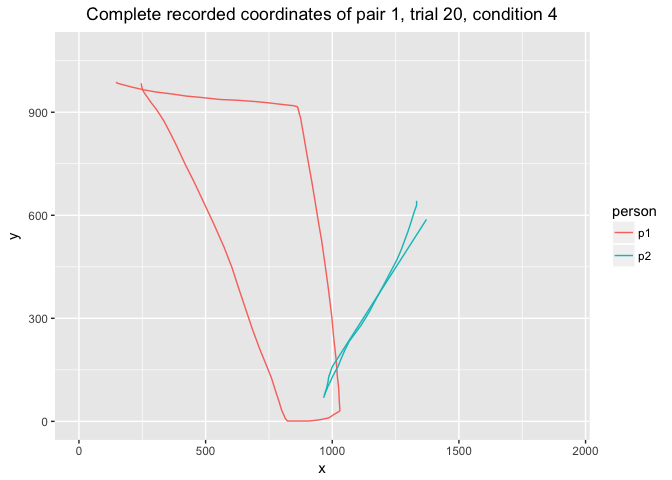 Complete recorded coordinates of pair 1, trial 20, condition 4
900
600
300
0
y
0
500
1000
1500
2000
x
person
p1
p2